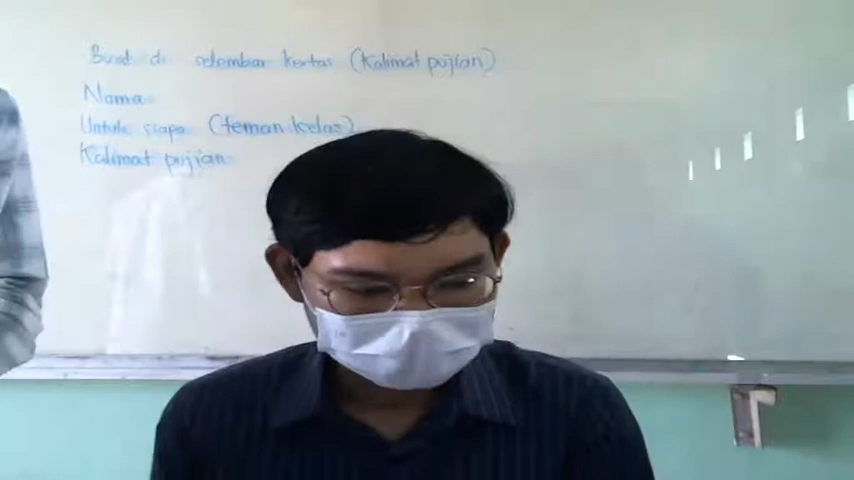 Buat di selembar kertas (Kalimat pujian)
Nama
Untuk siapa (teman kelas)
Kalimat pujian